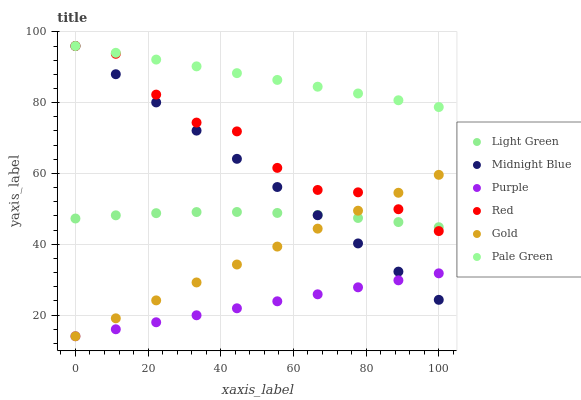 title
100
80
60
40
20
0
20
40
60
80
100
yaxis_label
xaxis_label
Light Green
Midnight Blue
Purple
Red
Gold
Pale Green